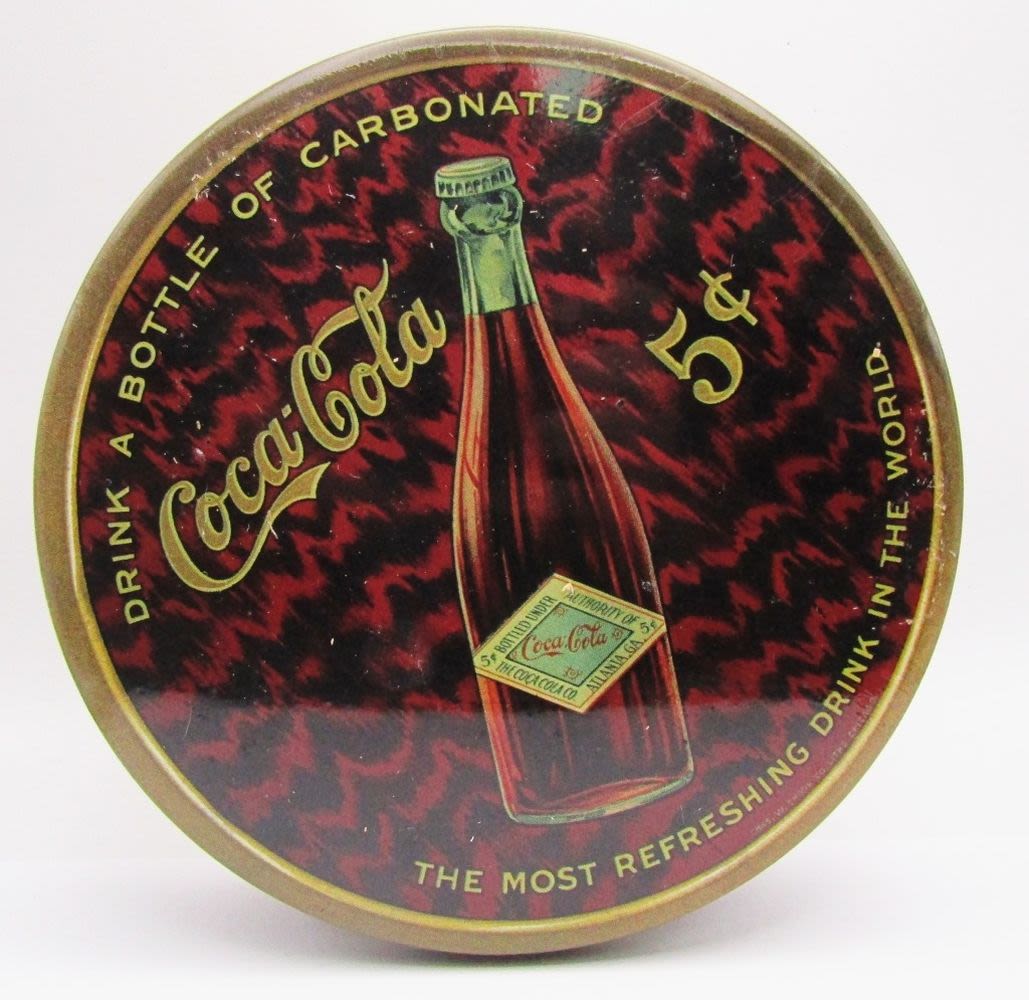 DRINK A BOTTLE OF CARBONATED
Coca-Cola
5¢
BOTTLED UNDER
AUTHORITY OF
Coca-Cola
5¢
5¢
THE COCA COLA CO.
ATLANTA, GA.
THE MOST REFRESHING DRINK IN THE WORLD.